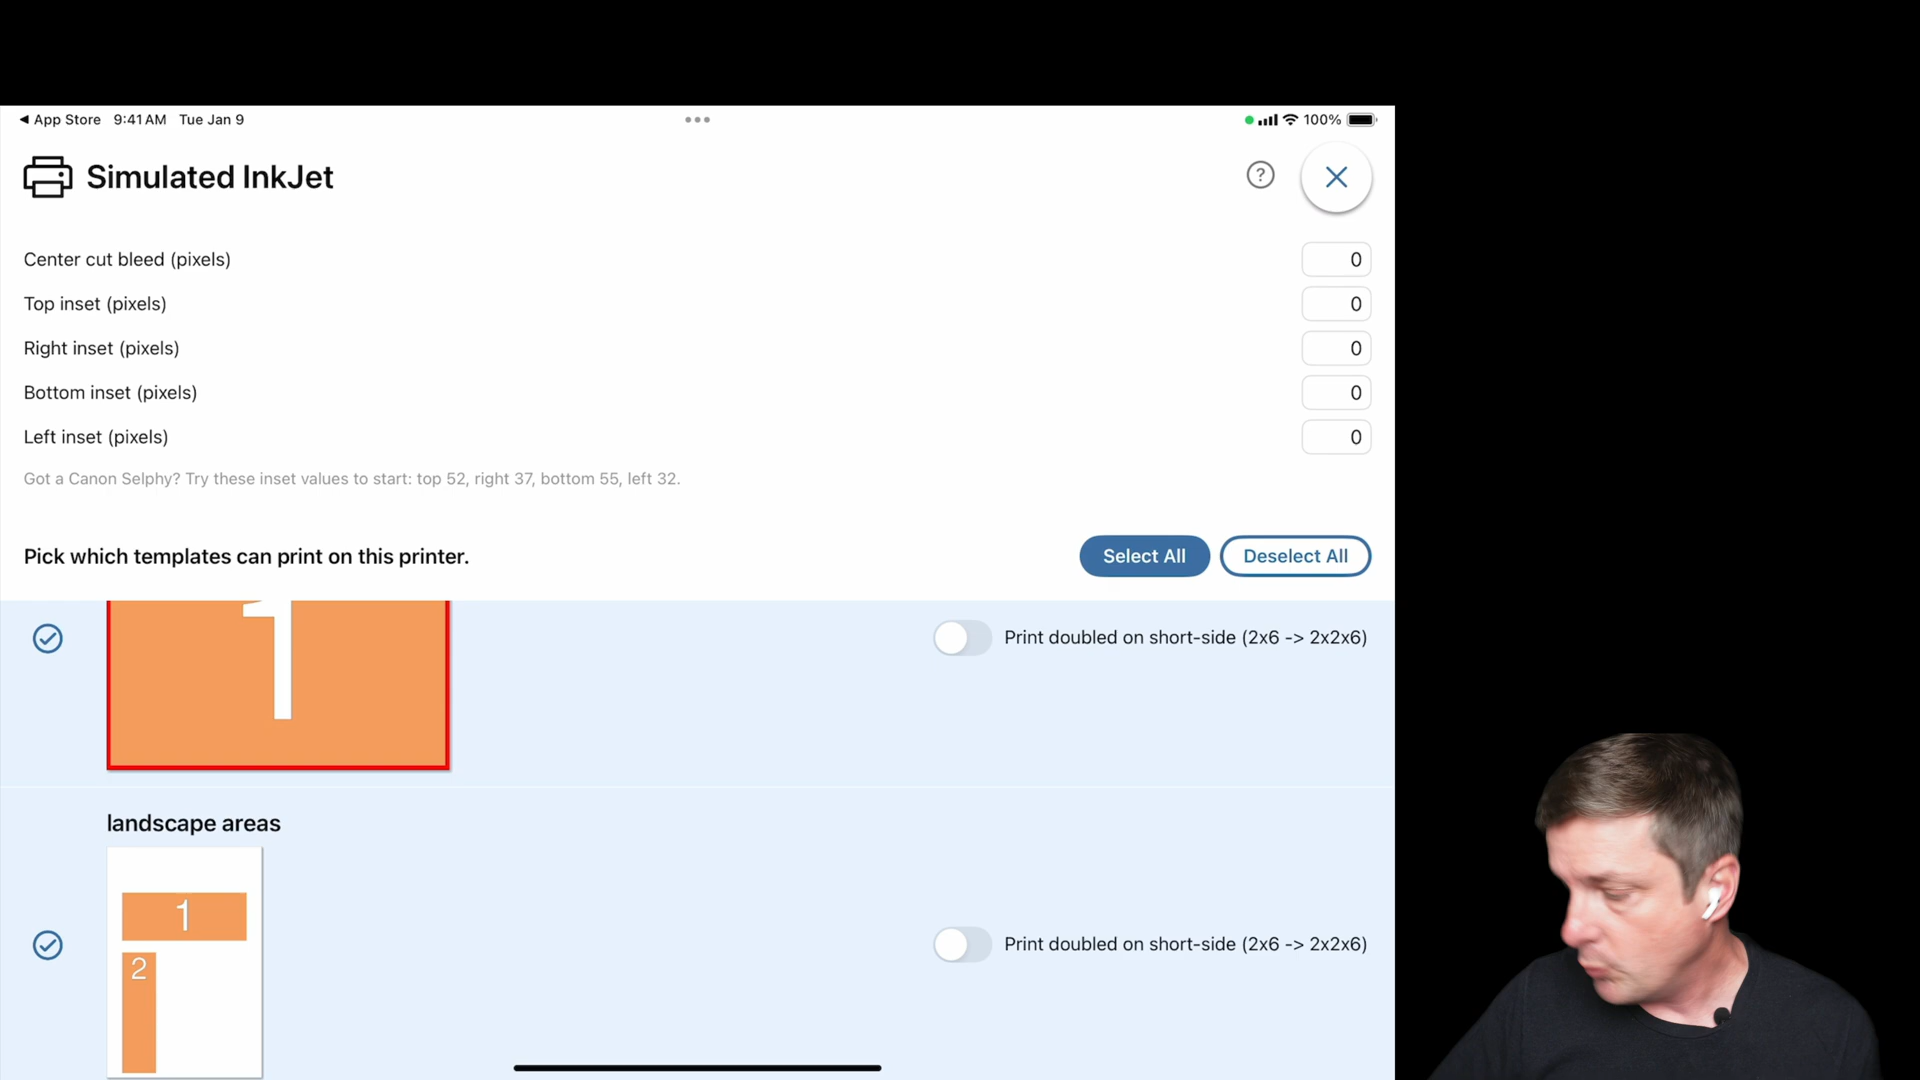 ◀ App Store 9:41 AM Tue Jan 9
100%
Simulated InkJet
?
Center cut bleed (pixels) 0
Top inset (pixels) 0
Right inset (pixels) 0
Bottom inset (pixels) 0
Left inset (pixels) 0
Got a Canon Selphy? Try these inset values to start: top 52, right 37, bottom 55, left 32.
Pick which templates can print on this printer. Select All Deselect All
1
Print doubled on short-side (2x6 -> 2x2x6)
landscape areas
1
2
Print doubled on short-side (2x6 -> 2x2x6)